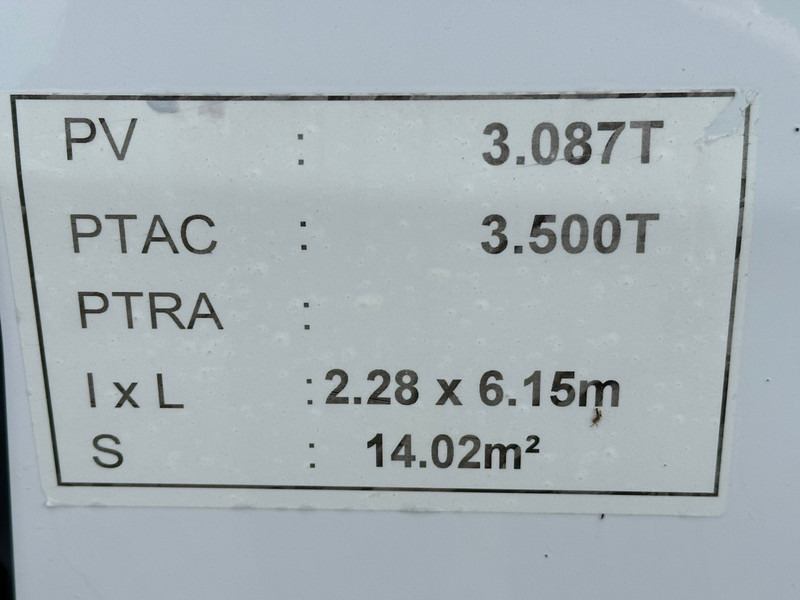 PV : 3.087T
PTAC : 3.500T
PTRA :
l x L : 2.28 x 6.15m
S : 14.02m²